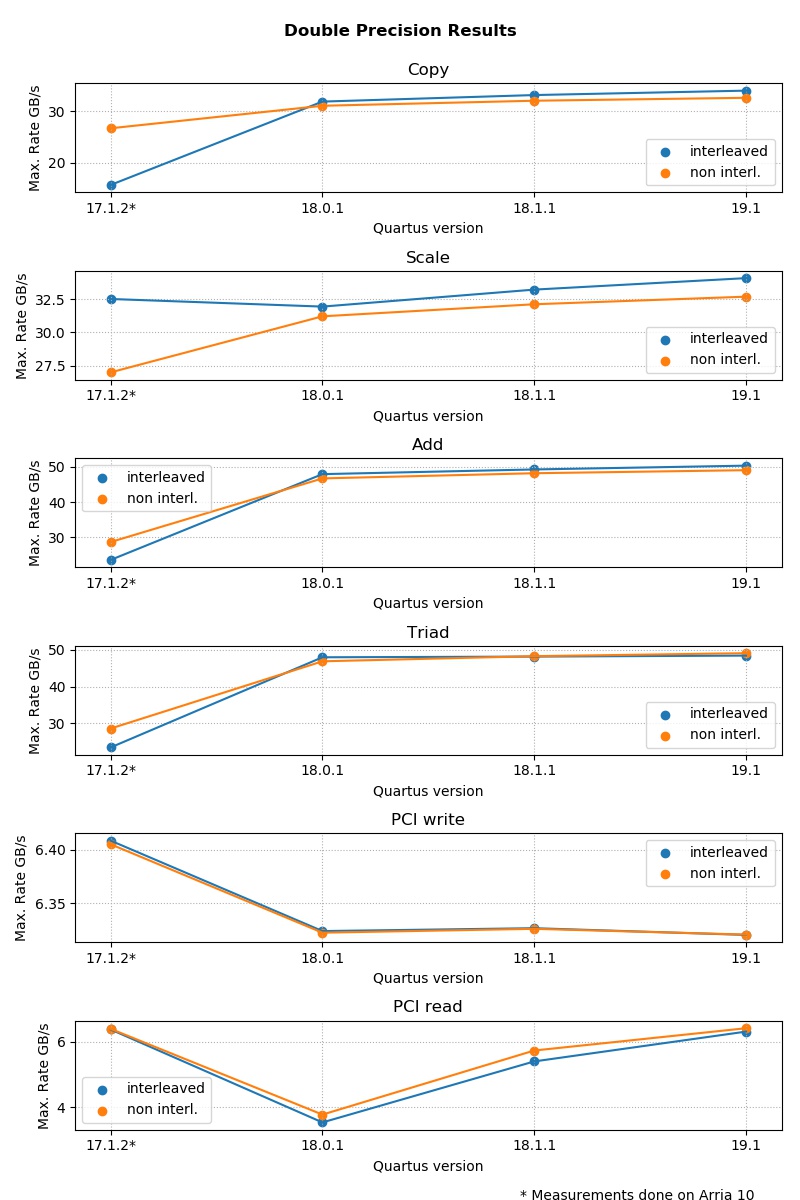 Double Precision Results
Copy
Max. Rate GB/s
30
20
interleaved
non interl.
17.1.2*
18.0.1
18.1.1
19.1
Quartus version
Scale
Max. Rate GB/s
32.5
30.0
27.5
interleaved
non interl.
17.1.2*
18.0.1
18.1.1
19.1
Quartus version
Add
Max. Rate GB/s
50
40
30
interleaved
non interl.
17.1.2*
18.0.1
18.1.1
19.1
Quartus version
Triad
Max. Rate GB/s
50
40
30
interleaved
non interl.
17.1.2*
18.0.1
18.1.1
19.1
Quartus version
PCI write
Max. Rate GB/s
6.40
6.35
interleaved
non interl.
17.1.2*
18.0.1
18.1.1
19.1
Quartus version
PCI read
Max. Rate GB/s
6
4
interleaved
non interl.
17.1.2*
18.0.1
18.1.1
19.1
Quartus version
* Measurements done on Arria 10